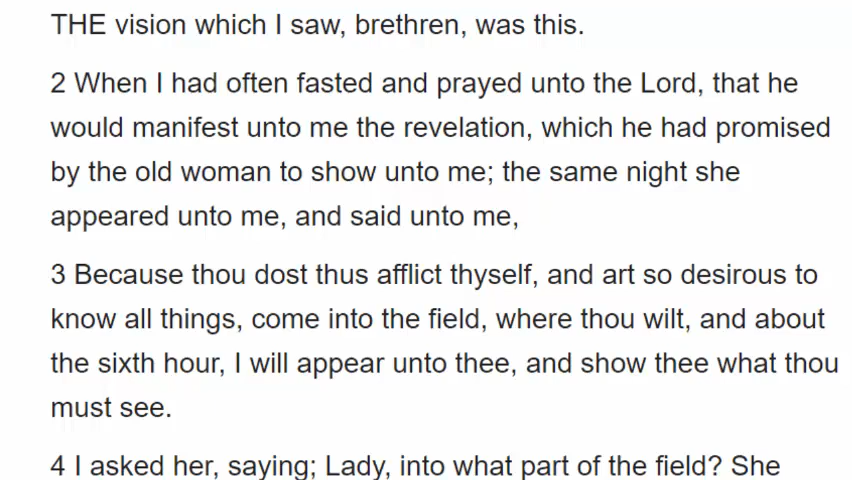 THE vision which I saw, brethren, was this.
2 When I had often fasted and prayed unto the Lord, that he
would manifest unto me the revelation, which he had promised
by the old woman to show unto me; the same night she
appeared unto me, and said unto me,
3 Because thou dost thus afflict thyself, and art so desirous to
know all things, come into the field, where thou wilt, and about
the sixth hour, I will appear unto thee, and show thee what thou
must see.
4 I asked her, saying; Lady, into what part of the field? She